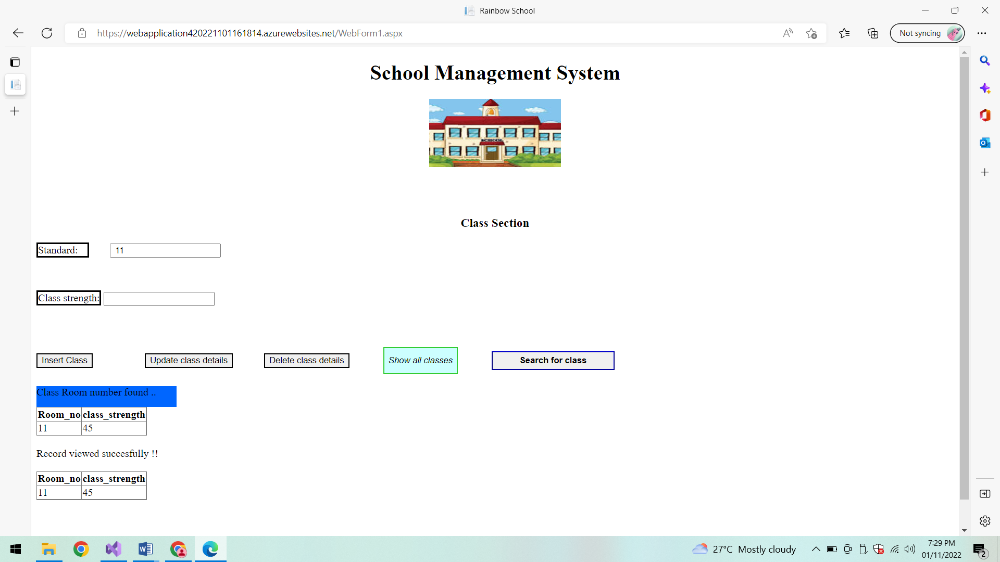 Rainbow School
https://webapplication420221101161814.azurewebsites.net/WebForm1.aspx
Not syncing
School Management System
SCHOOL
Class Section
Standard: 11
Class strength:
Insert Class Update class details Delete class details Show all classes Search for class
Class Room number found ..
Room_no class_strength
11 45
Record viewed succesfully !!
Room_no class_strength
11 45
27°C Mostly cloudy
7:29 PM
01/11/2022
2